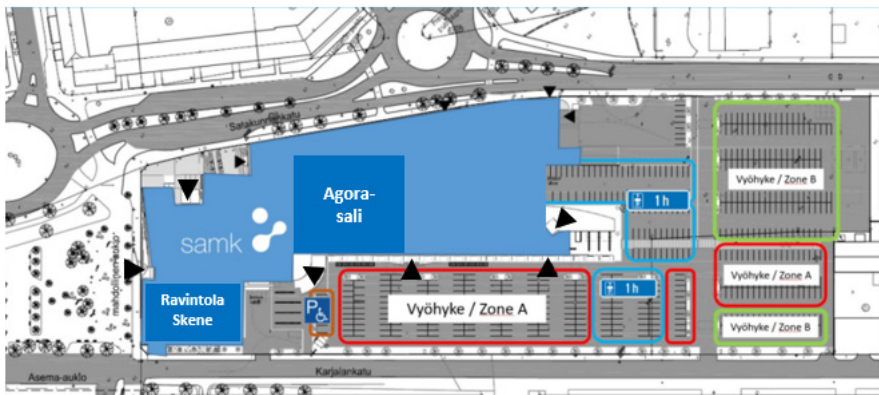 Satakunnankatu
Agora-
sali
samk
Ravintola
Skene
P
1 h
1 h
Vyöhyke / Zone B
Vyöhyke / Zone A
Vyöhyke / Zone A
Vyöhyke / Zone B
Asema-aukio
Karjalankatu